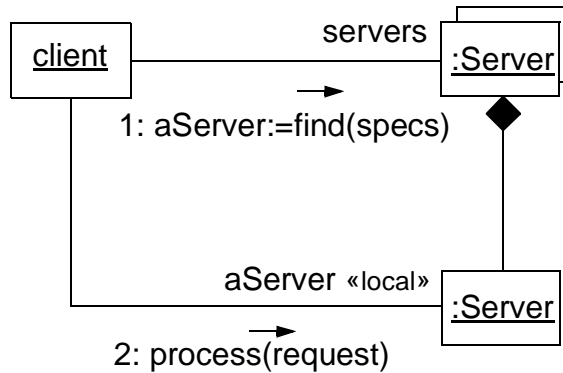 servers
client
:Server
1: aServer:=find(specs)
aServer «local»
:Server
2: process(request)